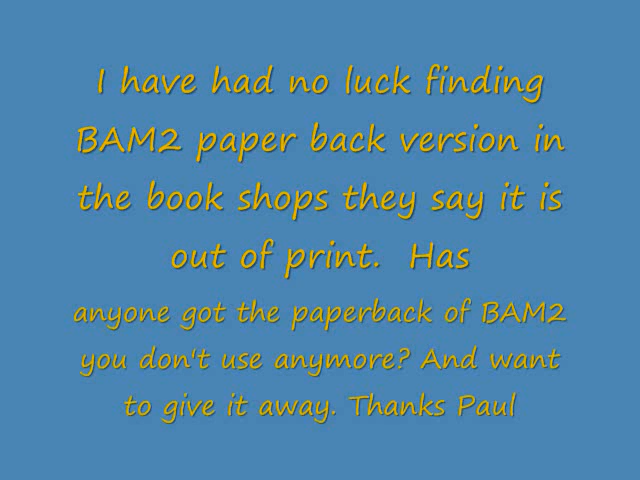 I have had no luck finding
BAM2 paper back version in
the book shops they say it is
out of print.  Has
anyone got the paperback of BAM2
you don't use anymore? And want
to give it away. Thanks Paul